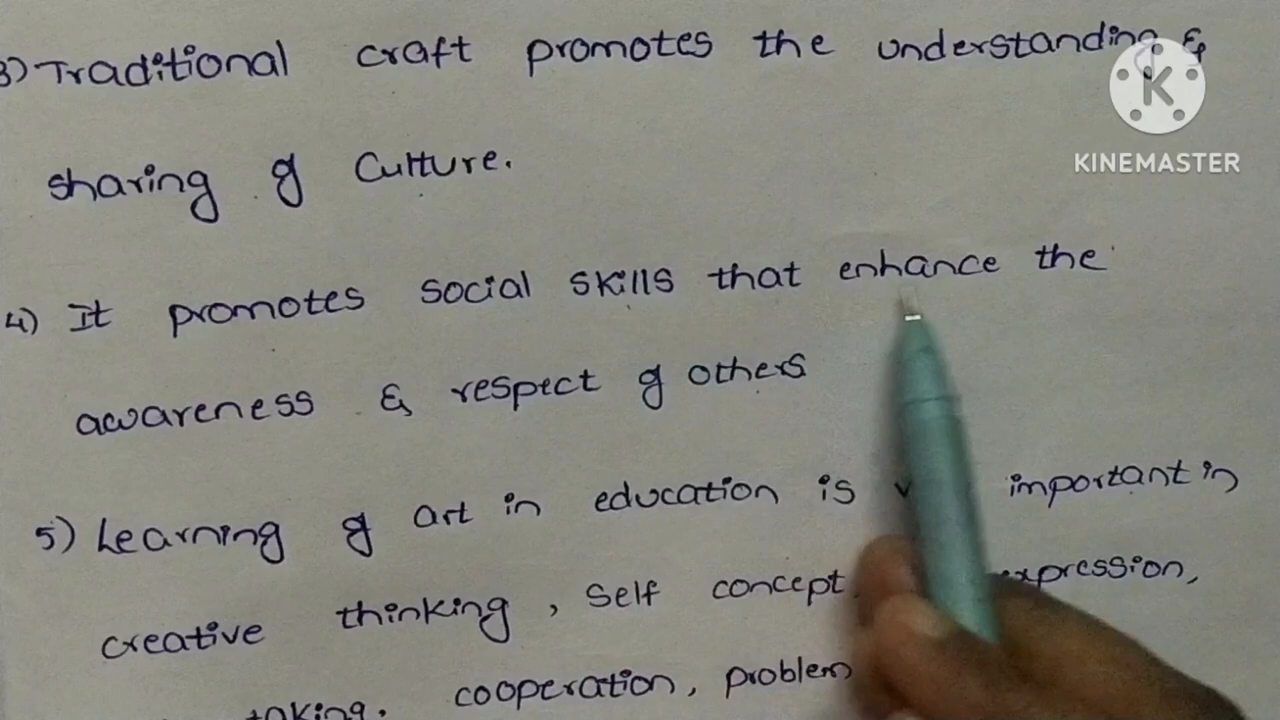 3) Traditional craft promotes the understanding &
KINEMASTER
sharing of Culture.
4) It promotes social skills that enhance the
awareness & respect of others
5) Learning of art in education is important in
creative thinking, self concept expression,
cooperation, problem